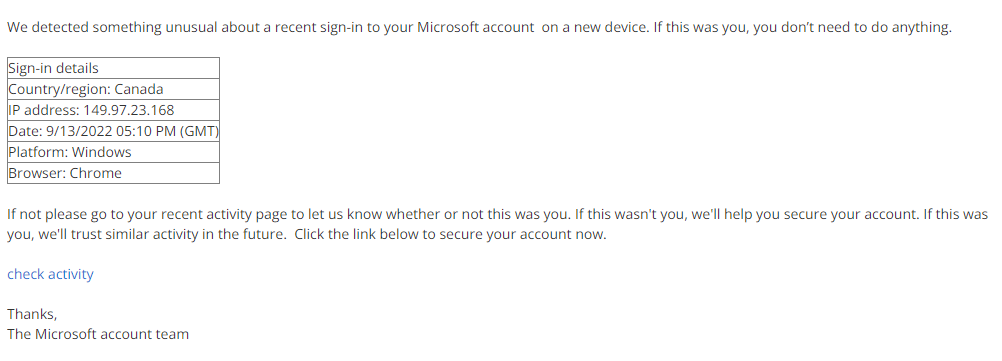 We detected something unusual about a recent sign-in to your Microsoft account  on a new device. If this was you, you don't need to do anything.
Sign-in details
Country/region: Canada
IP address: 149.97.23.168
Date: 9/13/2022 05:10 PM (GMT)
Platform: Windows
Browser: Chrome
If not please go to your recent activity page to let us know whether or not this was you. If this wasn't you, we'll help you secure your account. If this was
you, we'll trust similar activity in the future.  Click the link below to secure your account now.
check activity
Thanks,
The Microsoft account team